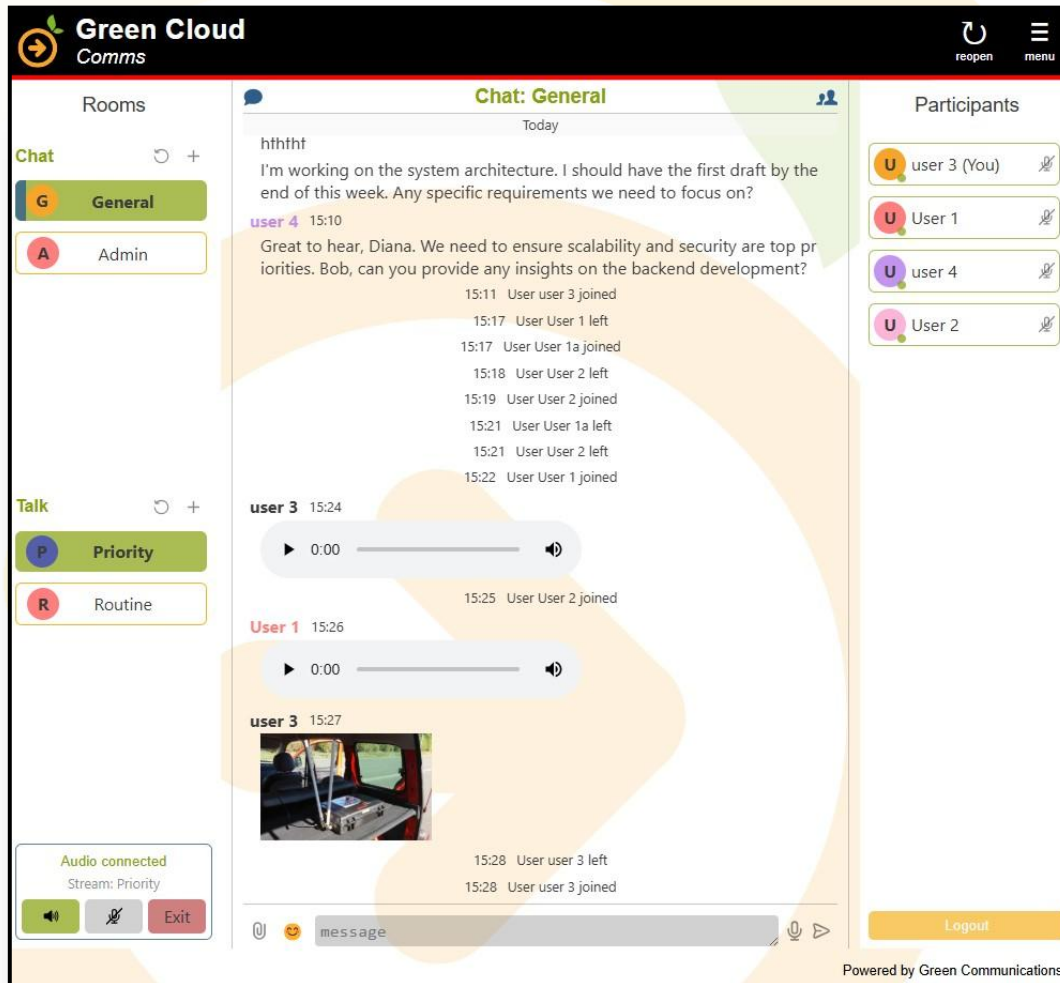 Green Cloud
Comms
reopen
menu
Rooms
Chat
G General
A Admin
Talk
P Priority
R Routine
Audio connected
Stream: Priority
Exit
Chat: General
Today
hththt
I'm working on the system architecture. I should have the first draft by the
end of this week. Any specific requirements we need to focus on?
user 4 15:10
Great to hear, Diana. We need to ensure scalability and security are top pr
iorities. Bob, can you provide any insights on the backend development?
15:11 User user 3 joined
15:17 User User 1 left
15:17 User User 1a joined
15:18 User User 2 left
15:19 User User 2 joined
15:21 User User 1a left
15:21 User User 2 left
15:22 User User 1 joined
user 3 15:24
0:00
15:25 User User 2 joined
User 1 15:26
0:00
user 3 15:27
15:28 User user 3 left
15:28 User user 3 joined
message
Participants
U user 3 (You)
U User 1
U user 4
U User 2
Logout
Powered by Green Communications